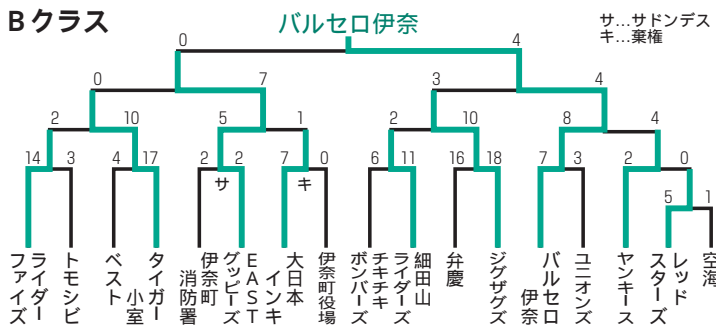 Bクラス
バルセロ伊奈
サ…サドンデス
キ…棄権
0 4
0 7 3 4
2 10 5 1 2 10 8 4
14 3 4 17 2 2 7 0 6 11 16 18 7 3 2 0
サ キ
5 1
ライダー
ファイズ
トモシビ
ベスト
タイガー
小室
伊奈町
消防署
EAST
グッピーズ
大日本
インキ
伊奈町役場
チキチキ
ボンバーズ
細田山
ライダーズ
弁慶
ジグザグズ
バルセロ
伊奈
ユニオンズ
ヤンキース
レッド
スターズ
空海